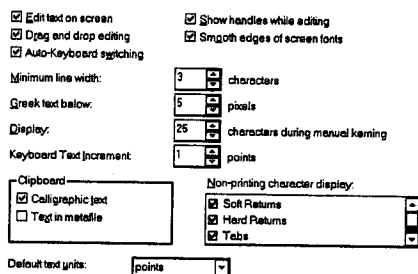 Edit text on screen
Show handles while editing
Drag and drop editing
Smooth edges of screen fonts
Auto-Keyboard switching
Minimum line width: 3 characters
Greek text below: 5 pixels
Display: 25 characters during manual kerning
Keyboard Text Increment: 1 points
Clipboard
Calligraphic text
Text in metafile
Non-printing character display:
Soft Returns
Hard Returns
Tabs
Default text units: points